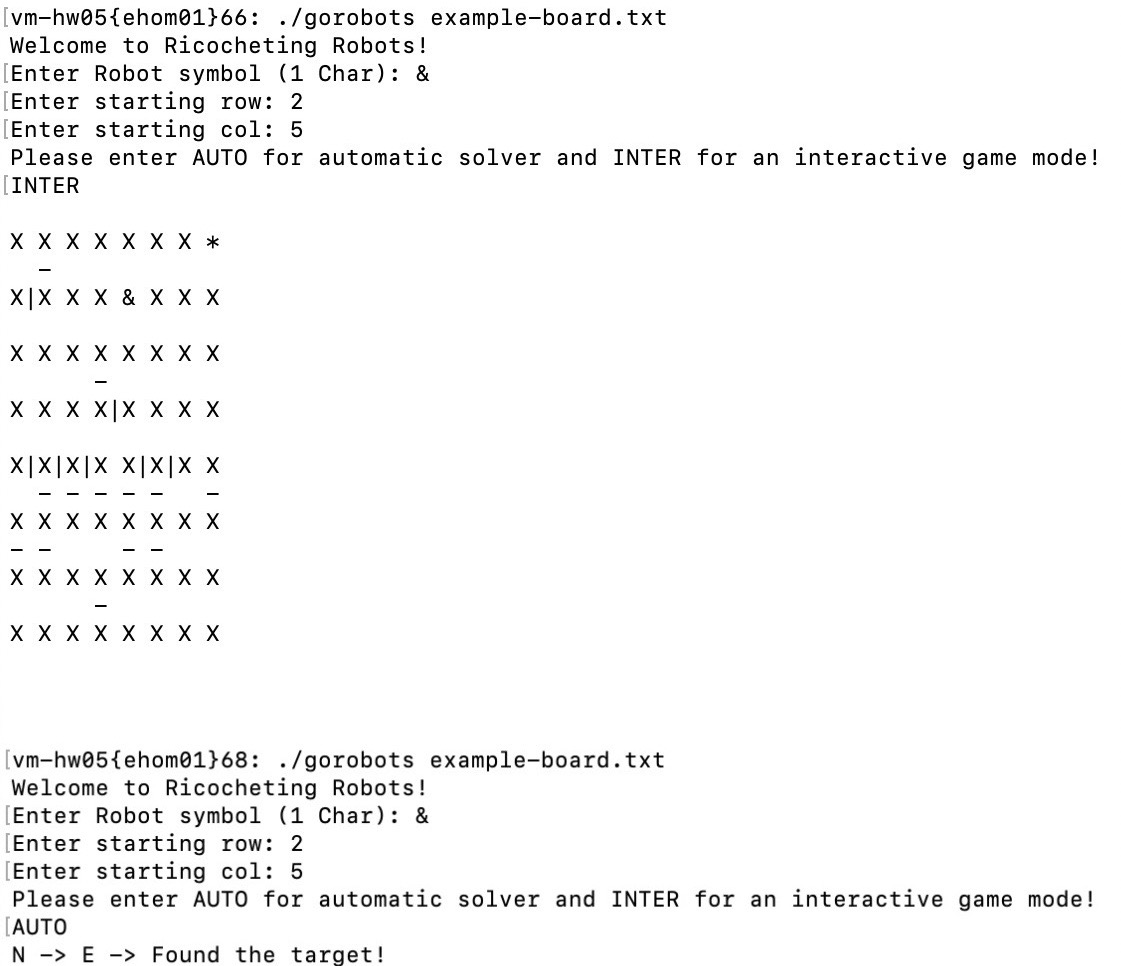 [vm-hw05{ehom01}66: ./gorobots example-board.txt
Welcome to Ricocheting Robots!
[Enter Robot symbol (1 Char): &
[Enter starting row: 2
[Enter starting col: 5
Please enter AUTO for automatic solver and INTER for an interactive game mode!
[INTER
X X X X X X X *
  –
X|X X X & X X X
X X X X X X X X
      –
X X X X|X X X X
X|X|X|X X|X|X X
  – – – – –   –
X X X X X X X X
– –     – –
X X X X X X X X
      –
X X X X X X X X
[vm-hw05{ehom01}68: ./gorobots example-board.txt
Welcome to Ricocheting Robots!
[Enter Robot symbol (1 Char): &
[Enter starting row: 2
[Enter starting col: 5
Please enter AUTO for automatic solver and INTER for an interactive game mode!
[AUTO
N –> E –> Found the target!